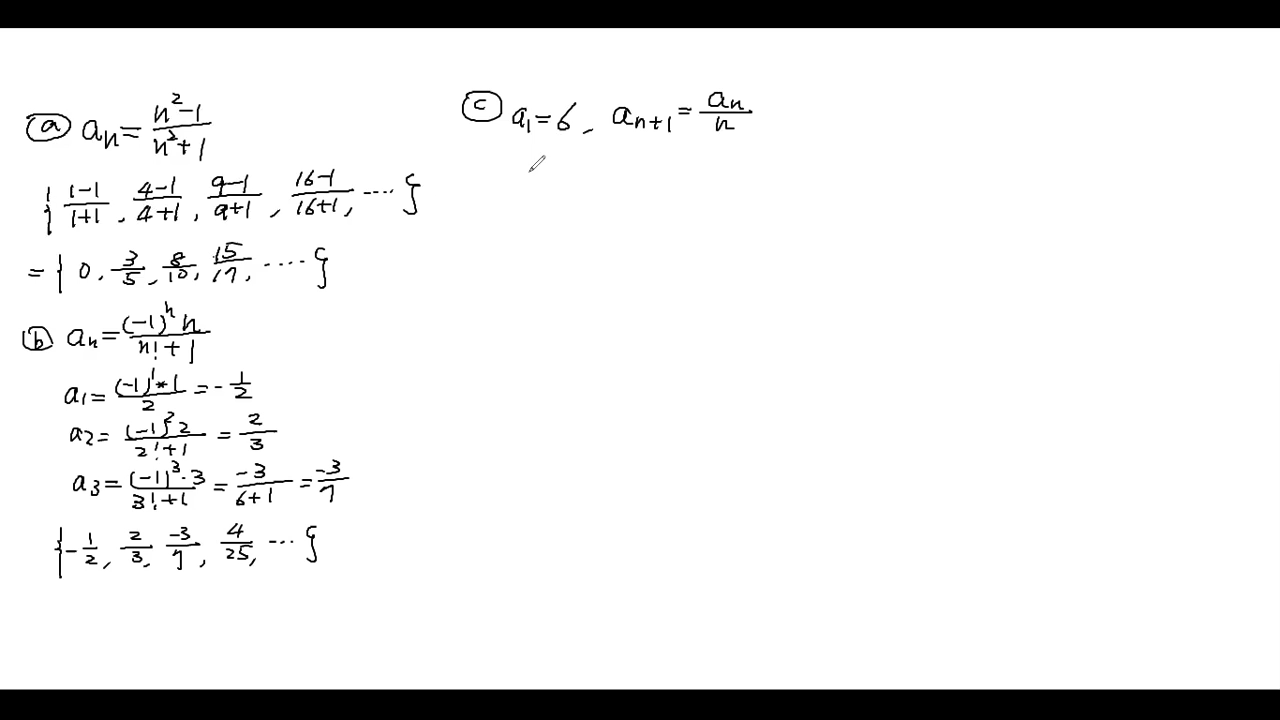 ⓐ aₙ = (n²-1)/(n²+1)
{ (1-1)/(1+1), (4-1)/(4+1), (9-1)/(9+1), (16-1)/(16+1), .... }
= { 0, 3/5, 8/10, 15/17, ..... }
ⓑ aₙ = (-1)ⁿ n/(n!+1)
a₁ = (-1)¹*1/2 = -1/2
a₂ = (-1)² 2/(2!+1) = 2/3
a₃ = (-1)³·3/(3!+1) = -3/(6+1) = -3/7
{ -1/2, 2/3, -3/7, 4/25, ... }
ⓒ a₁ = 6, aₙ₊₁ = aₙ/n